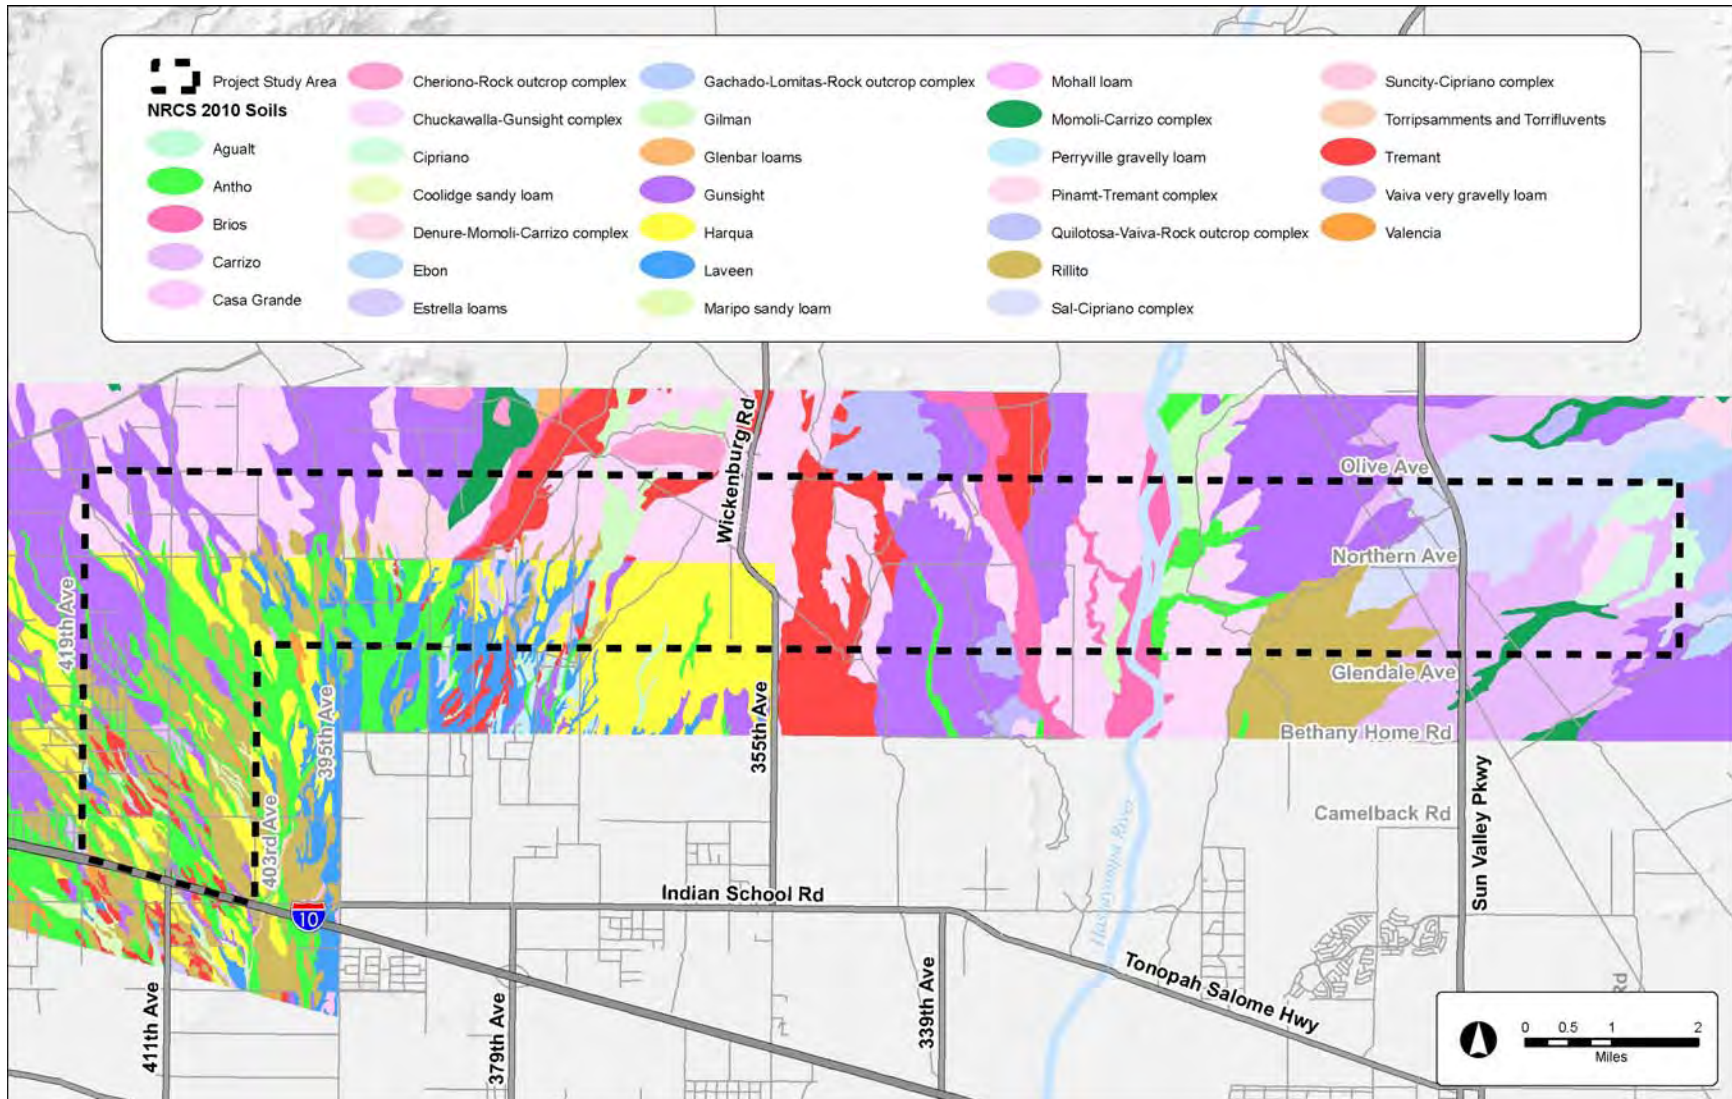 Project Study Area
NRCS 2010 Soils
Agualt
Antho
Brios
Carrizo
Casa Grande
Cheriono-Rock outcrop complex
Chuckawalla-Gunsight complex
Cipriano
Coolidge sandy loam
Denure-Momoli-Carrizo complex
Ebon
Estrella loams
Gachado-Lomitas-Rock outcrop complex
Gilman
Glenbar loams
Gunsight
Harqua
Laveen
Maripo sandy loam
Mohall loam
Momoli-Carrizo complex
Perryville gravelly loam
Pinamt-Tremant complex
Quilotosa-Vaiva-Rock outcrop complex
Rillito
Sal-Cipriano complex
Suncity-Cipriano complex
Torripsamments and Torrifluvents
Tremant
Vaiva very gravelly loam
Valencia
Wickenburg Rd
Olive Ave
Northern Ave
419th Ave
Glendale Ave
395th Ave
355th Ave
Bethany Home Rd
Camelback Rd
403rd Ave
Sun Valley Pkwy
Indian School Rd
10
Hassayampa River
Tonopah Salome Hwy
411th Ave
379th Ave
339th Ave
Rd
0 0.5 1 2
Miles